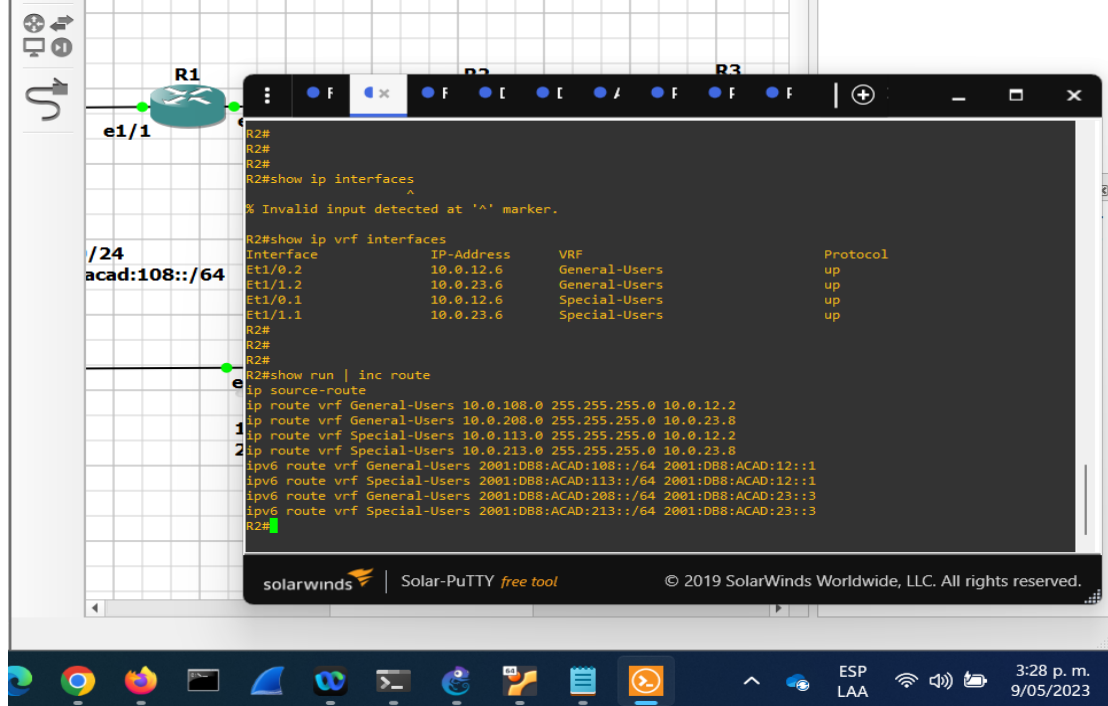 R1
R2
R3
e1/1
/24
acad:108::/64
R2#
R2#
R2#
R2#show ip interfaces
^
% Invalid input detected at '^' marker.
R2#show ip vrf interfaces
Interface IP-Address VRF Protocol
Et1/0.2 10.0.12.6 General-Users up
Et1/1.2 10.0.23.6 General-Users up
Et1/0.1 10.0.12.6 Special-Users up
Et1/1.1 10.0.23.6 Special-Users up
R2#
R2#
R2#
R2#show run | inc route
ip source-route
ip route vrf General-Users 10.0.108.0 255.255.255.0 10.0.12.2
ip route vrf General-Users 10.0.208.0 255.255.255.0 10.0.23.8
ip route vrf Special-Users 10.0.113.0 255.255.255.0 10.0.12.2
ip route vrf Special-Users 10.0.213.0 255.255.255.0 10.0.23.8
ipv6 route vrf General-Users 2001:DB8:ACAD:108::/64 2001:DB8:ACAD:12::1
ipv6 route vrf Special-Users 2001:DB8:ACAD:113::/64 2001:DB8:ACAD:12::1
ipv6 route vrf General-Users 2001:DB8:ACAD:208::/64 2001:DB8:ACAD:23::3
ipv6 route vrf Special-Users 2001:DB8:ACAD:213::/64 2001:DB8:ACAD:23::3
R2#
solarwinds | Solar-PuTTY free tool © 2019 SolarWinds Worldwide, LLC. All rights reserved.
64
ESP
LAA
3:28 p. m.
9/05/2023